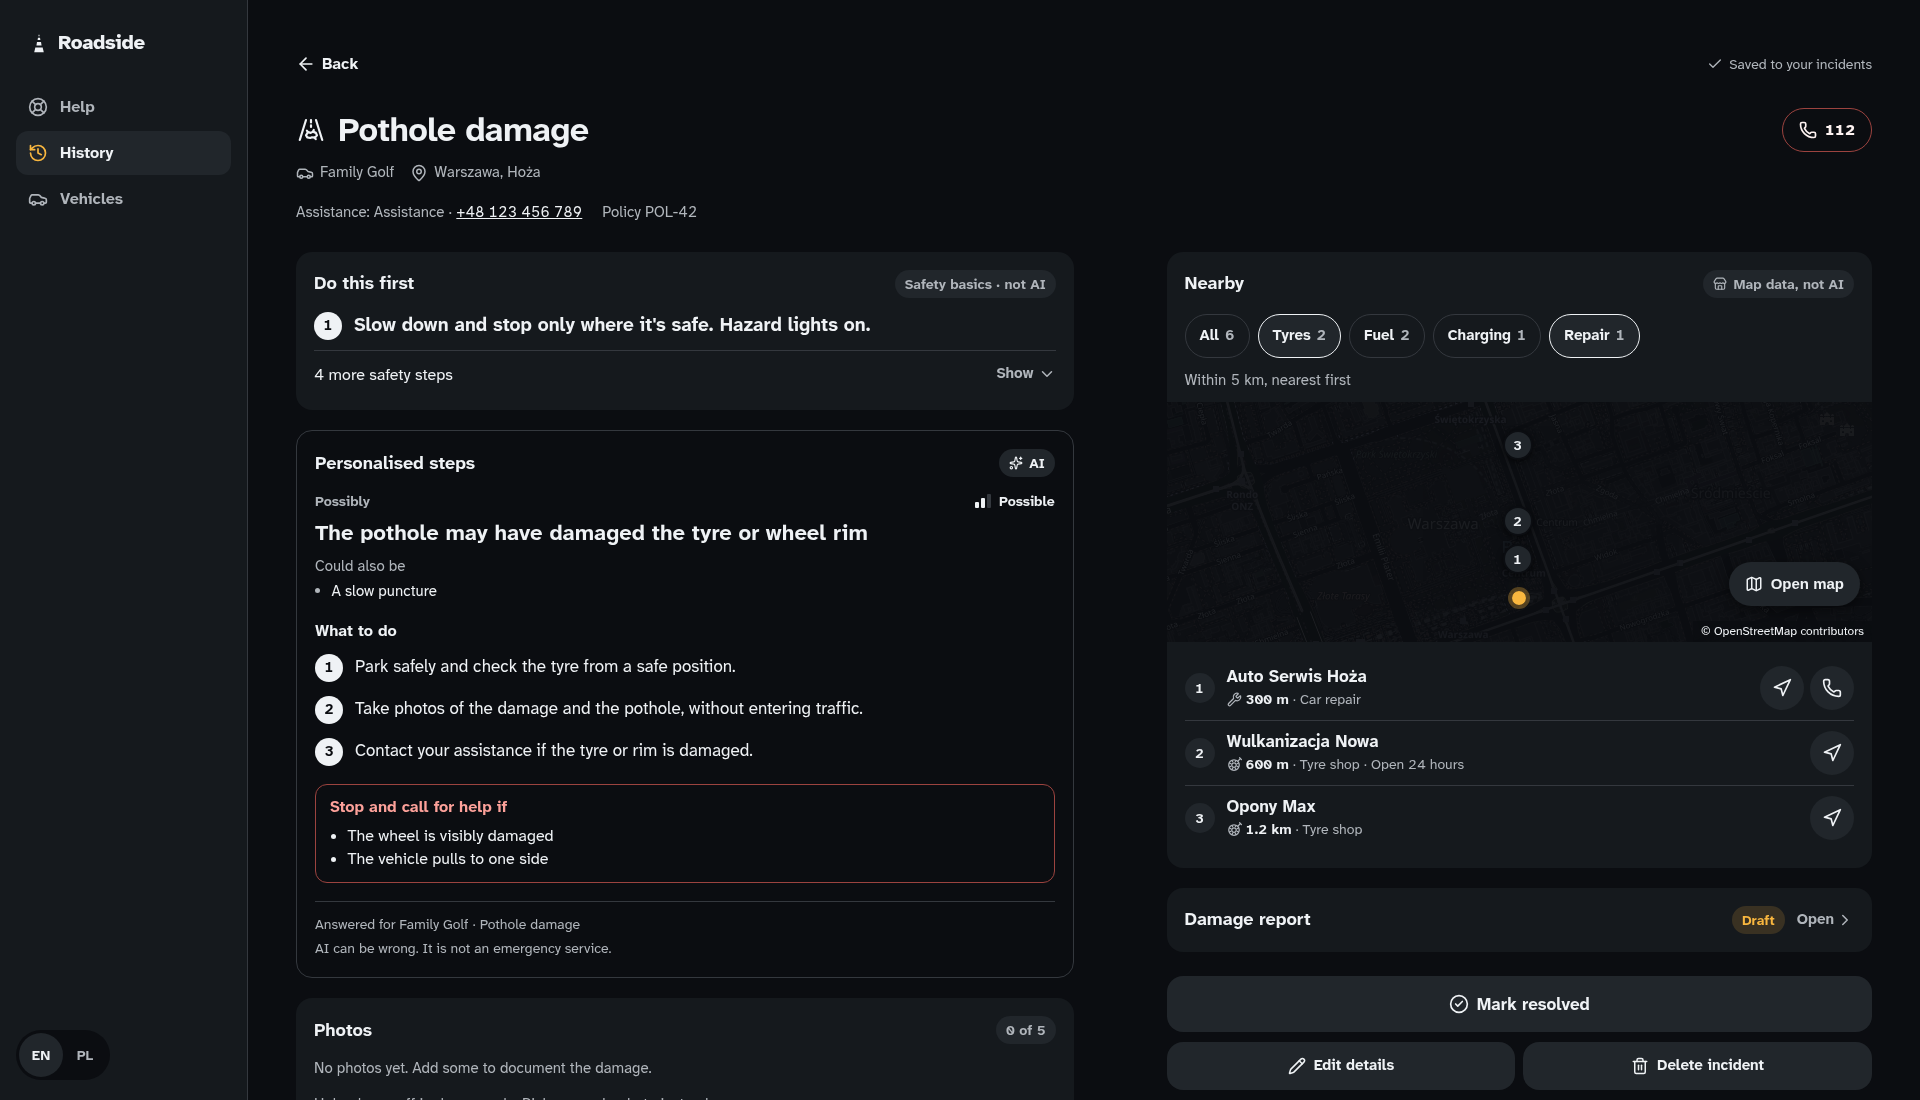 Roadside
Help
History
Vehicles
EN PL
Back
Saved to your incidents
Pothole damage
112
Family Golf Warszawa, Hoża
Assistance: Assistance · +48 123 456 789 Policy POL-42
Do this first
Safety basics · not AI
1 Slow down and stop only where it's safe. Hazard lights on.
4 more safety steps
Show
Personalised steps
AI
Possibly
Possible
The pothole may have damaged the tyre or wheel rim
Could also be
• A slow puncture
What to do
1 Park safely and check the tyre from a safe position.
2 Take photos of the damage and the pothole, without entering traffic.
3 Contact your assistance if the tyre or rim is damaged.
Stop and call for help if
• The wheel is visibly damaged
• The vehicle pulls to one side
Answered for Family Golf · Pothole damage
AI can be wrong. It is not an emergency service.
Photos
0 of 5
No photos yet. Add some to document the damage.
Nearby
Map data, not AI
All 6 Tyres 2 Fuel 2 Charging 1 Repair 1
Within 5 km, nearest first
Świętokrzyska
3
Rondo
ONZ
Śródmieście
Warszawa
2
Centrum
1
Warszawa
Open map
© OpenStreetMap contributors
1 Auto Serwis Hoża
300 m · Car repair
2 Wulkanizacja Nowa
600 m · Tyre shop · Open 24 hours
3 Opony Max
1.2 km · Tyre shop
Damage report
Draft
Open
Mark resolved
Edit details
Delete incident